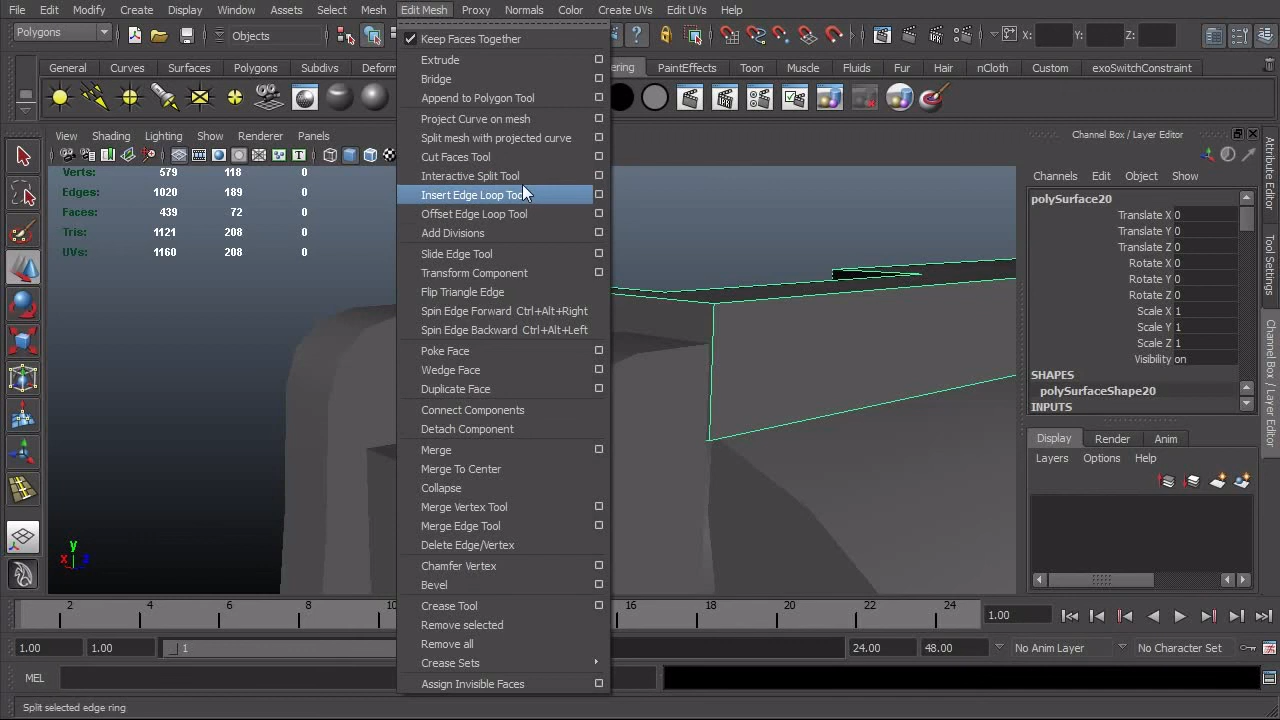 File Edit Modify Create Display Window Assets Select Mesh Edit Mesh Proxy Normals Color Create UVs Edit UVs Help
Polygons Objects X: Y: Z:
General Curves Surfaces Polygons Subdivs Deform ering PaintEffects Toon Muscle Fluids Fur Hair nCloth Custom exoSwitchConstraint
View Shading Lighting Show Renderer Panels
Verts: 579 118 0
Edges: 1020 189 0
Faces: 439 72 0
Tris: 1121 208 0
UVs: 1160 208 0
Keep Faces Together
Extrude
Bridge
Append to Polygon Tool
Project Curve on mesh
Split mesh with projected curve
Cut Faces Tool
Interactive Split Tool
Insert Edge Loop Tool
Offset Edge Loop Tool
Add Divisions
Slide Edge Tool
Transform Component
Flip Triangle Edge
Spin Edge Forward Ctrl+Alt+Right
Spin Edge Backward Ctrl+Alt+Left
Poke Face
Wedge Face
Duplicate Face
Connect Components
Detach Component
Merge
Merge To Center
Collapse
Merge Vertex Tool
Merge Edge Tool
Delete Edge/Vertex
Chamfer Vertex
Bevel
Crease Tool
Remove selected
Remove all
Crease Sets
Assign Invisible Faces
Channel Box / Layer Editor
Channels Edit Object Show
polySurface20
Translate X 0
Translate Y 0
Translate Z 0
Rotate X 0
Rotate Y 0
Rotate Z 0
Scale X 1
Scale Y 1
Scale Z 1
Visibility on
SHAPES
polySurfaceShape20
INPUTS
Display Render Anim
Layers Options Help
Attribute Editor
Tool Settings
Channel Box / Layer Editor
y
x z
2 4 6 8 10 16 18 20 22 24 1.00
1.00 1.00 1 24.00 48.00 No Anim Layer No Character Set
MEL
Split selected edge ring